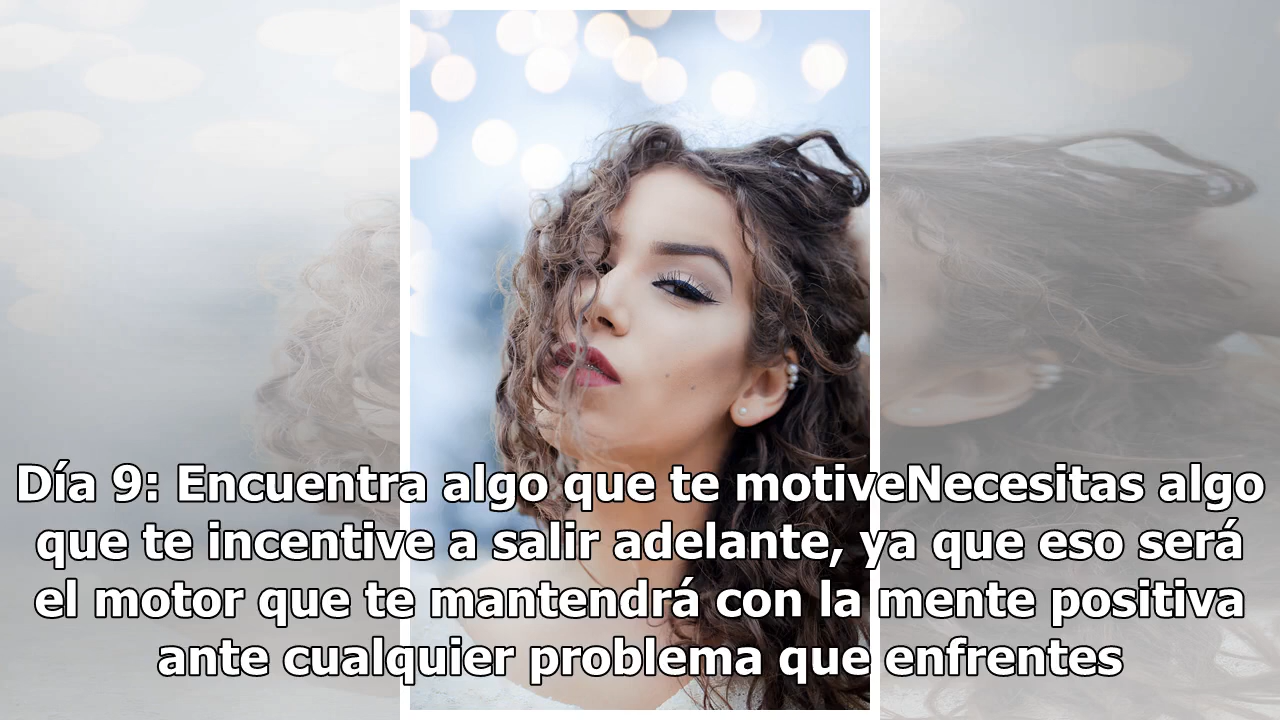 Día 9: Encuentra algo que te motiveNecesitas algo
que te incentive a salir adelante, ya que eso será
el motor que te mantendrá con la mente positiva
ante cualquier problema que enfrentes